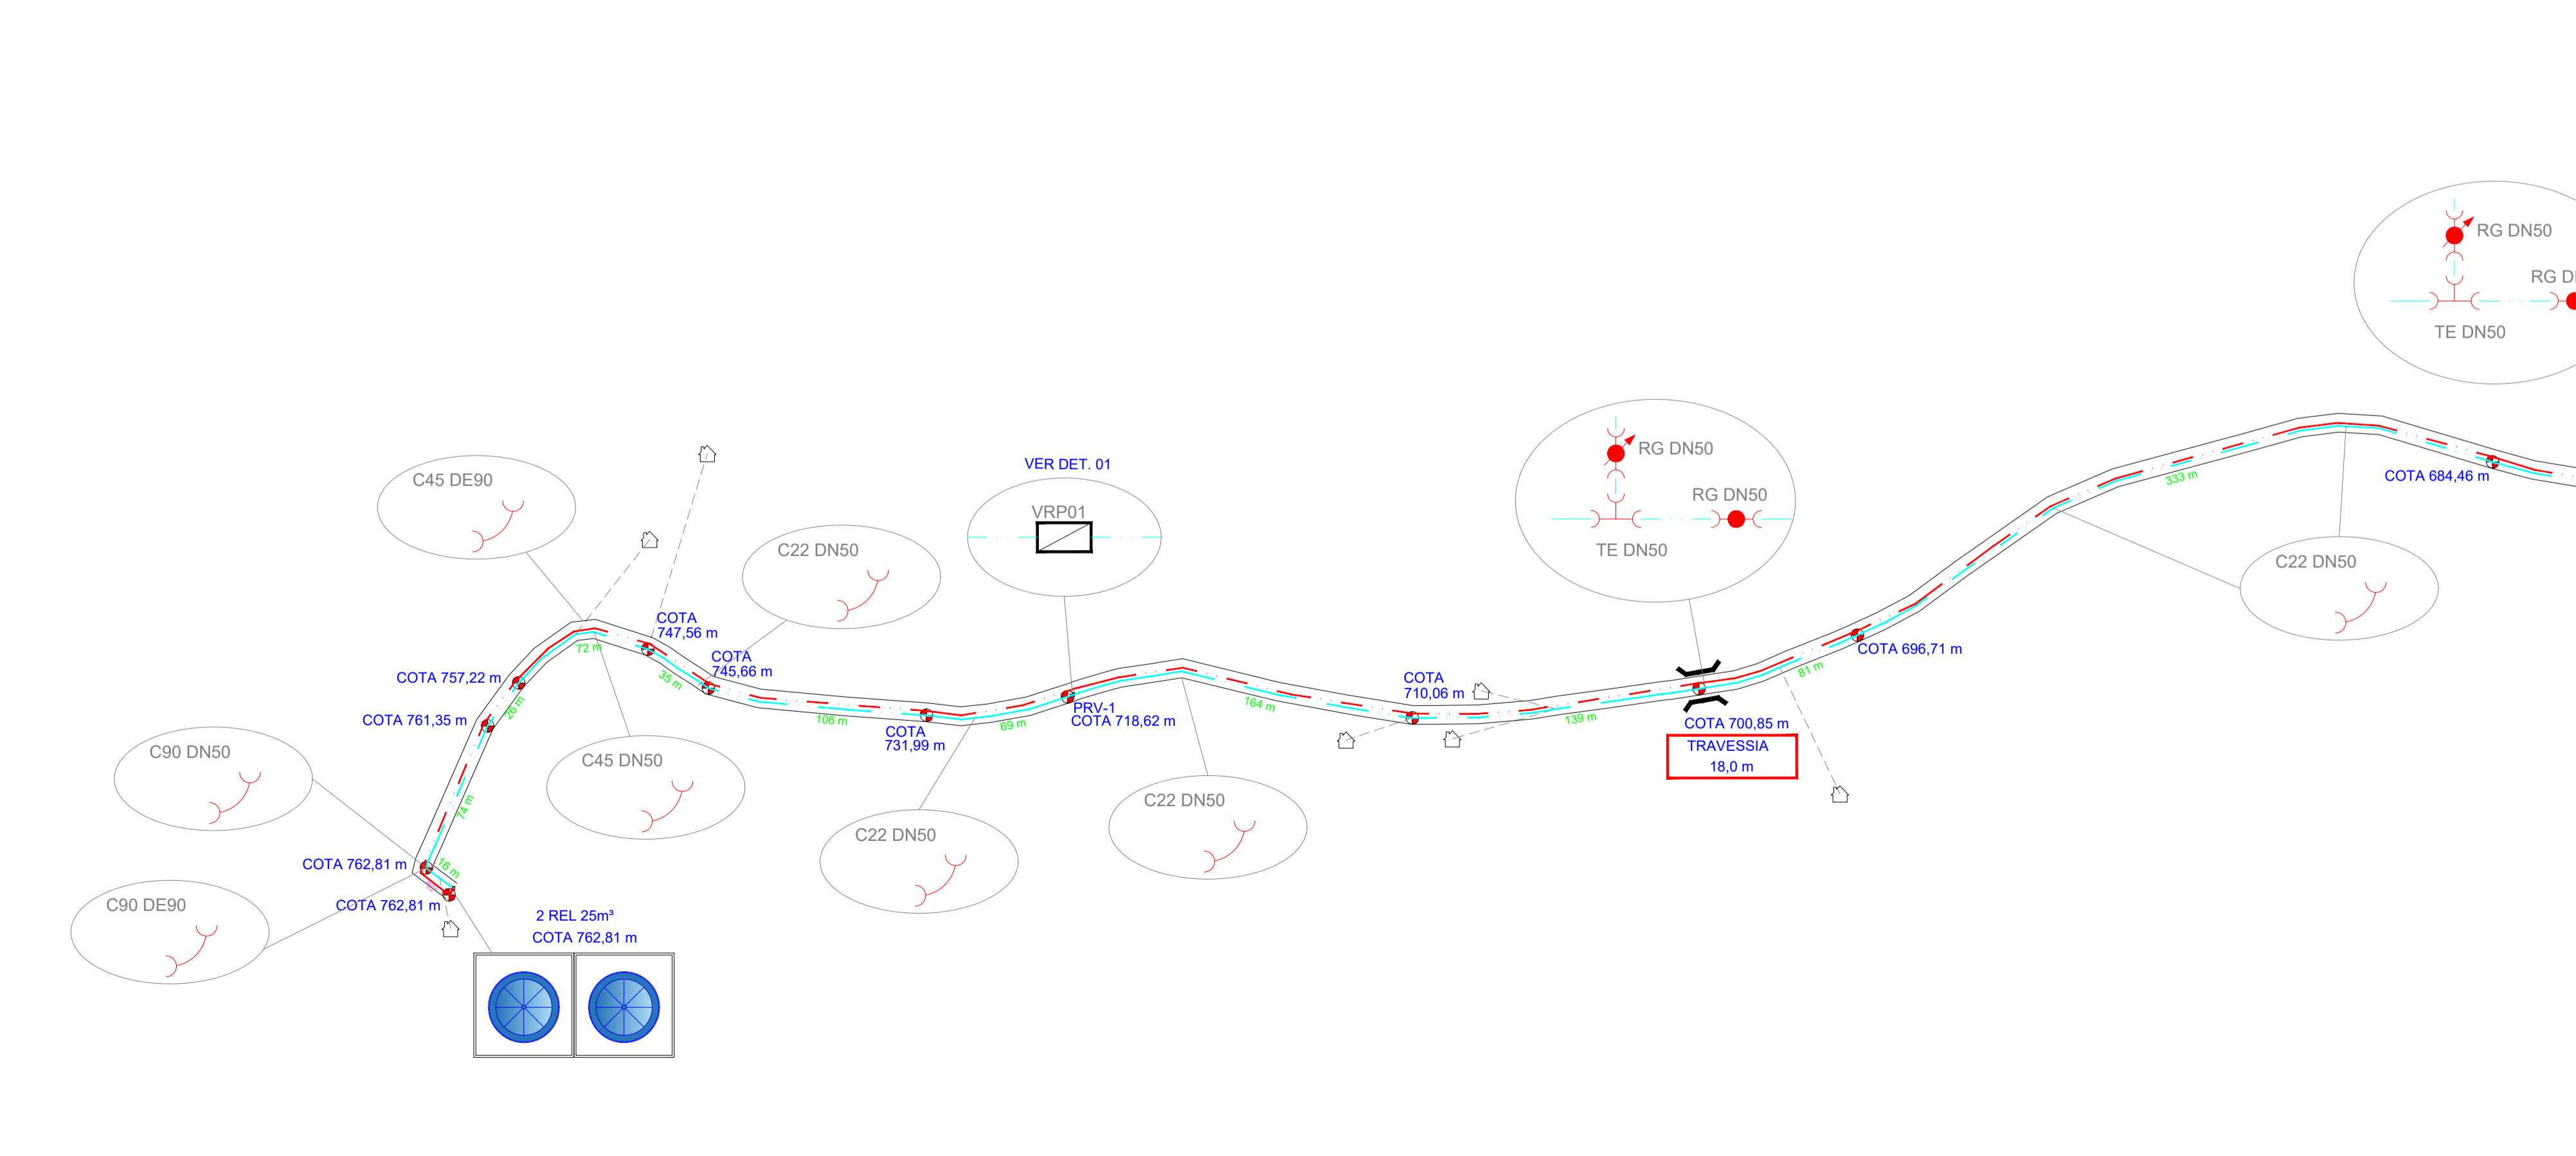 RG DN50
RG D
TE DN50
RG DN50
RG DN50
TE DN50
VER DET. 01
VRP01
C45 DE90
C22 DN50
333 m
COTA 684,46 m
C22 DN50
COTA
747,56 m
72 m
COTA
745,66 m
35 m
COTA 757,22 m
COTA 761,35 m
26 m
106 m
COTA
731,99 m
69 m
PRV-1
COTA 718,62 m
164 m
COTA
710,06 m
139 m
81 m
COTA 696,71 m
COTA 700,85 m
TRAVESSIA
18,0 m
C90 DN50
C45 DN50
C22 DN50
C22 DN50
74 m
16 m
COTA 762,81 m
COTA 762,81 m
C90 DE90
2 REL 25m³
COTA 762,81 m